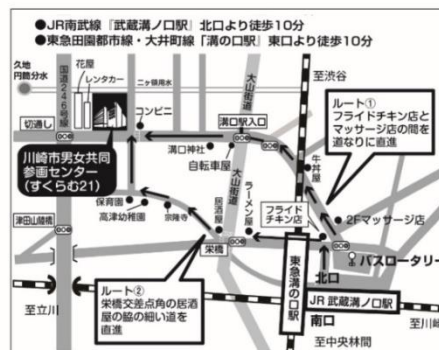 ●JR南武線『武蔵溝ノ口駅』北口より徒歩10分
●東急田園都市線・大井町線「溝の口駅」東口より徒歩10分
久地
円筒分水
国道246号線
花屋
レンタカー
二ヶ領用水
大山街道
至渋谷
コンビニ
切通し
溝口駅入口
ルート①
フライドチキン店と
マッサージ店の間を
道なりに直進
溝口神社
自転車屋
牛丼屋
川崎市男女共同
参画センター
(すくらむ21)
保育園
高津幼稚園
宗隆寺
居酒屋
大山街道
ラーメン屋
フライド
チキン店
2Fマッサージ店
津田山陸橋
栄橋
バスロータリー
北口
東急溝の口駅
ルート②
栄橋交差点角の居酒
屋の脇の細い道を
直進
JR 武蔵溝ノ口駅
南口
至立川
至川崎
至中央林間